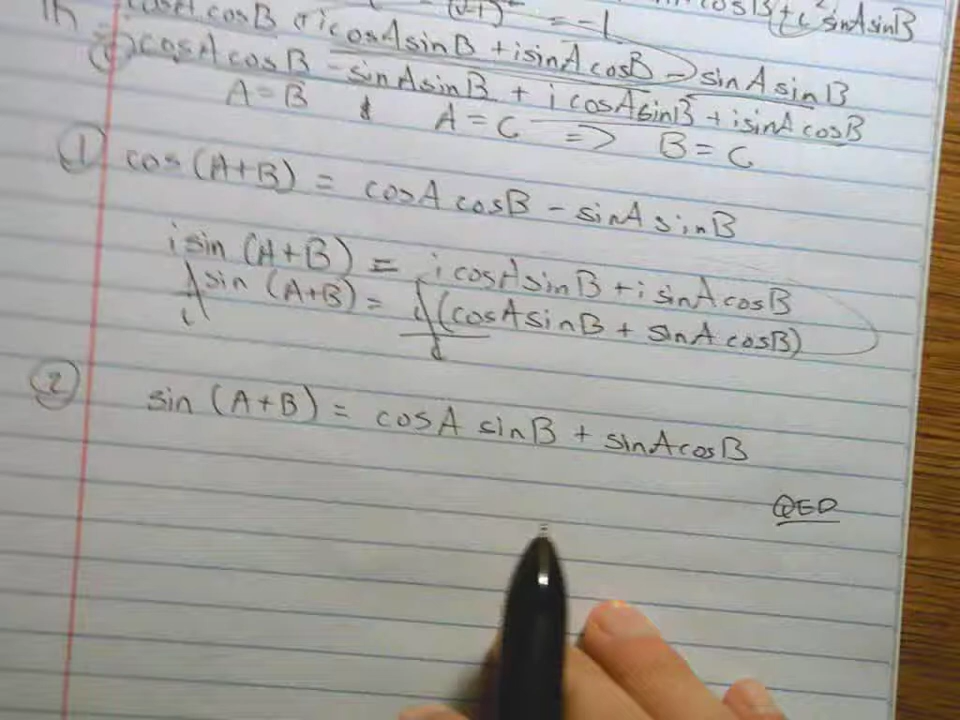 cosA cosB + i cosA sinB + i sinA cosB - sinA sinB
cosA cosB - sinA sinB + i cosA sinB + i sinA cosB
A = B & A = C => B = C
① cos (A+B) = cosA cosB - sinA sinB
i sin (A+B) = i cosA sinB + i sinA cosB
i sin (A+B) = i (cosA sinB + sinA cosB)
i i
② sin (A+B) = cosA sinB + sinA cosB
QED